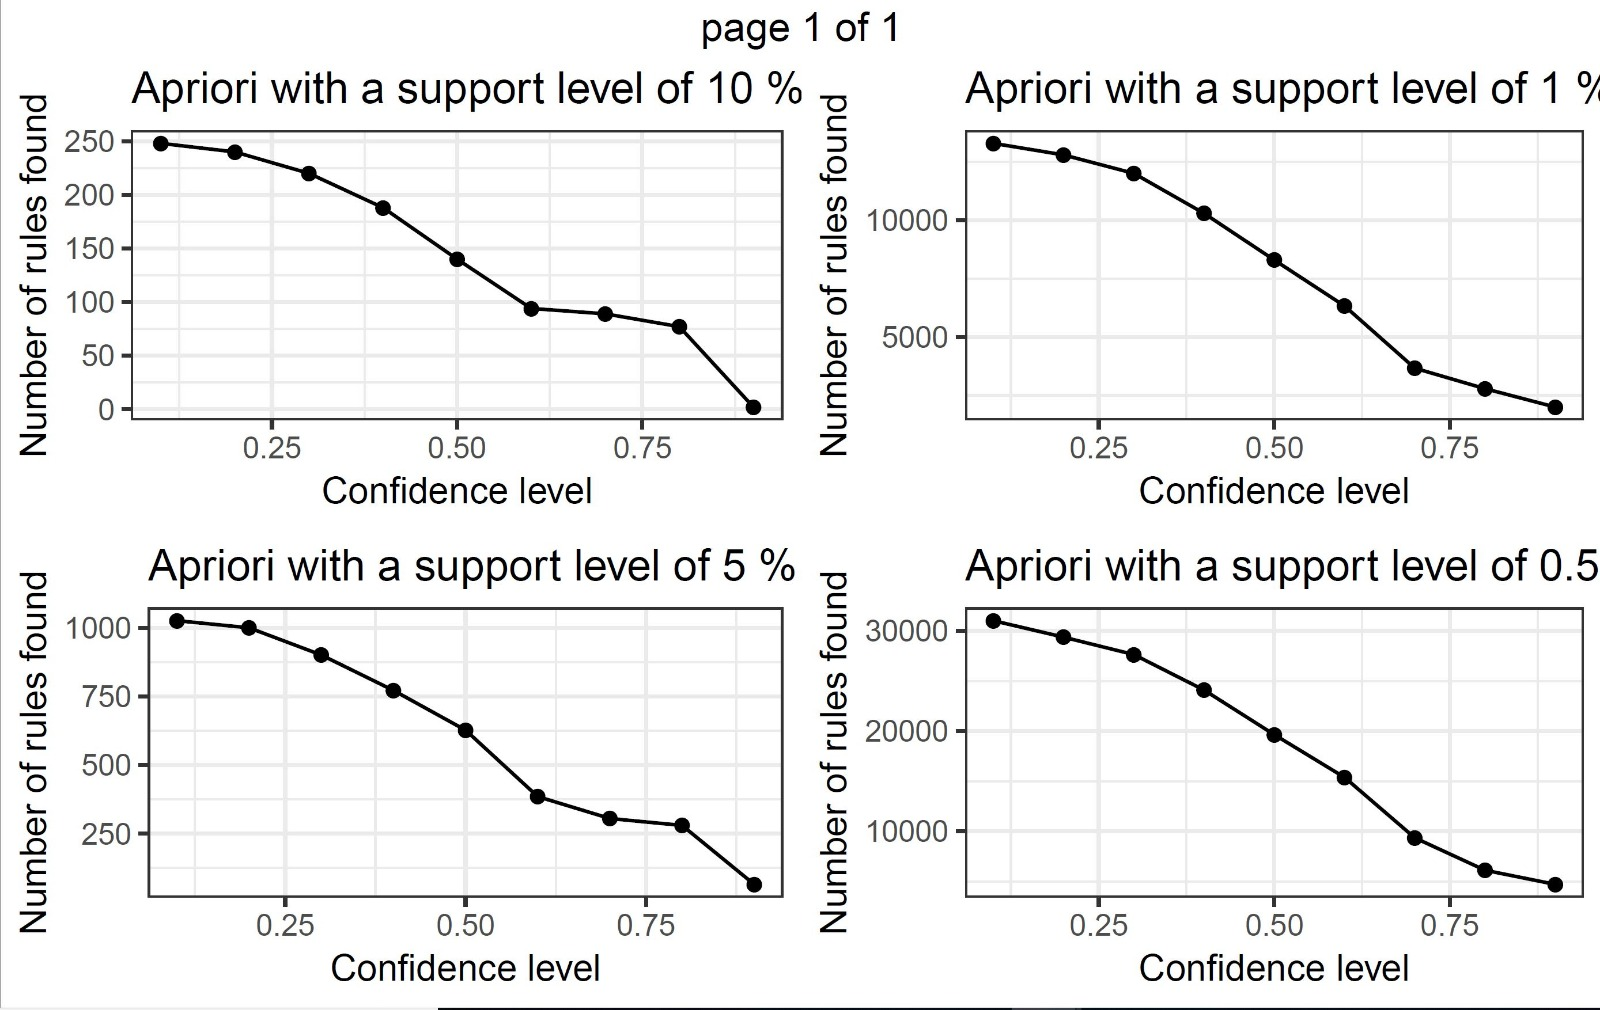 page 1 of 1
Apriori with a support level of 10 %
Number of rules found
250
200
150
100
50
0
0.25 0.50 0.75
Confidence level
Apriori with a support level of 1 %
Number of rules found
10000
5000
0.25 0.50 0.75
Confidence level
Apriori with a support level of 5 %
Number of rules found
1000
750
500
250
0.25 0.50 0.75
Confidence level
Apriori with a support level of 0.5
Number of rules found
30000
20000
10000
0.25 0.50 0.75
Confidence level